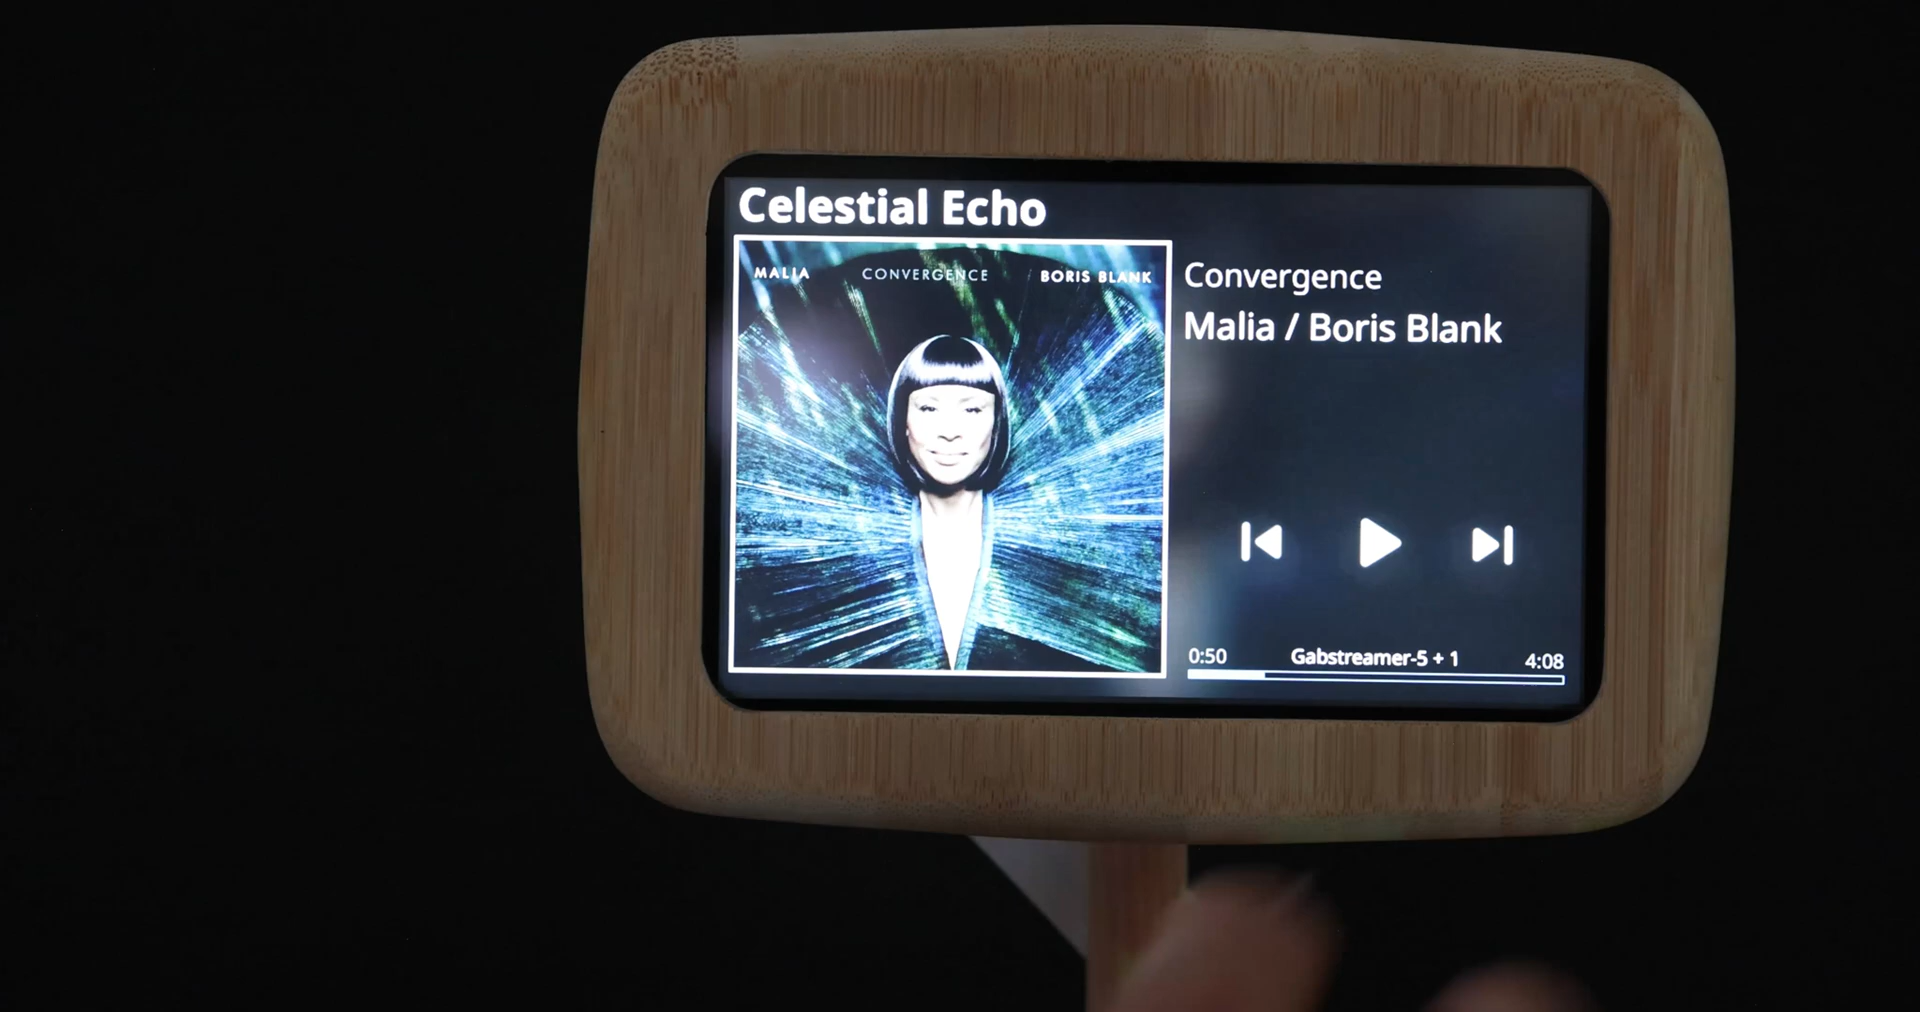 Celestial Echo
MALIA CONVERGENCE BORIS BLANK
Convergence
Malia / Boris Blank
0:50 Gabstreamer-5 + 1 4:08